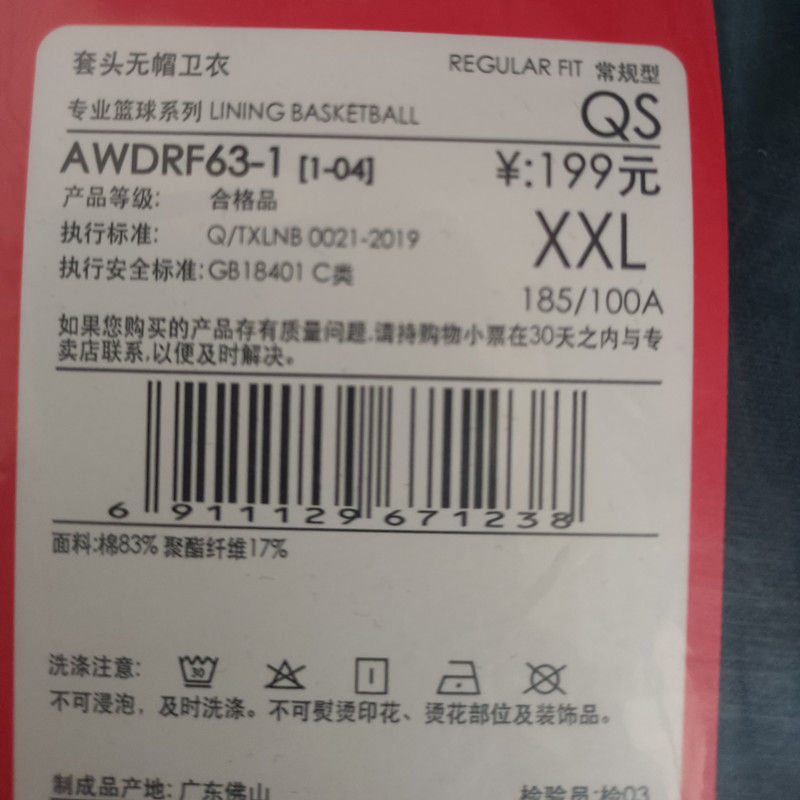 套头无帽卫衣 REGULAR FIT 常规型
专业篮球系列 LINING BASKETBALL QS
AWDRF63-1 [1-04] ¥:199元
产品等级: 合格品
执行标准: Q/TXLNB 0021-2019 XXL
执行安全标准:GB18401 C类 185/100A
如果您购买的产品存有质量问题,请持购物小票在30天之内与专
卖店联系,以便及时解决。
6 911129 671238
面料:棉83% 聚酯纤维17%
洗涤注意: 30
不可浸泡，及时洗涤。不可熨烫印花、烫花部位及装饰品。
制成品产地: 广东佛山 检验员:检03